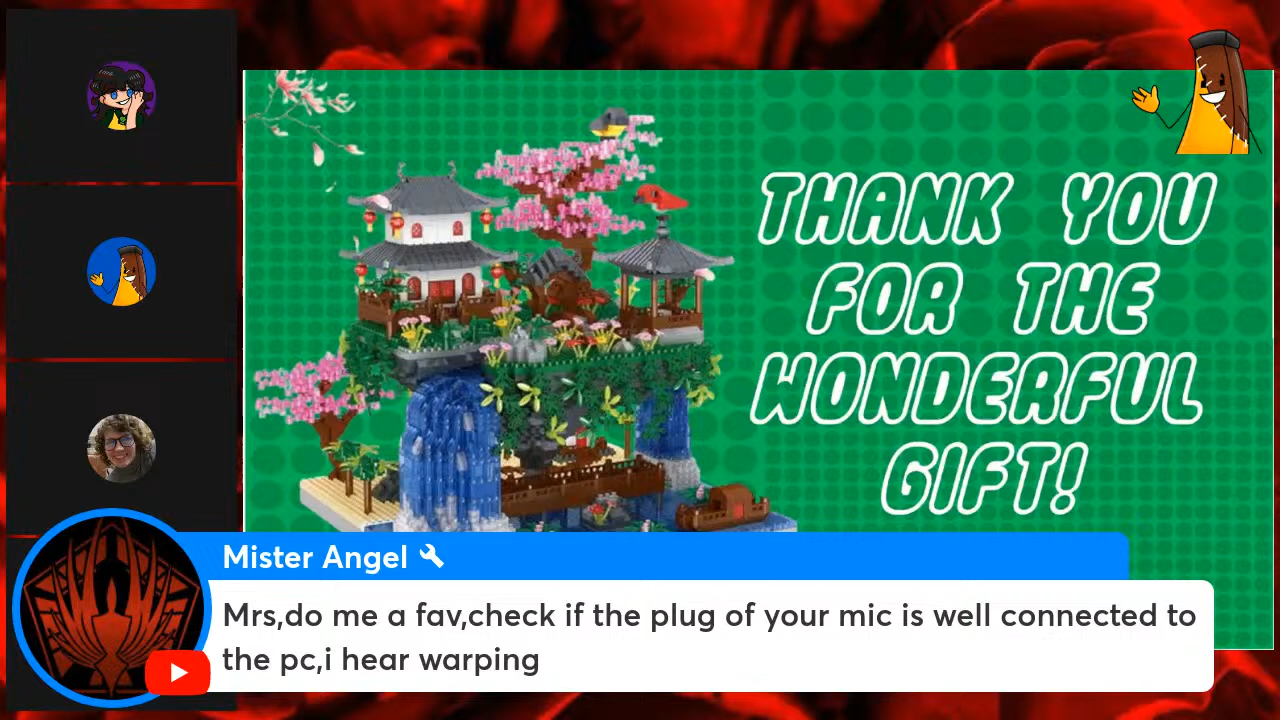 THANK YOU
FOR THE
WONDERFUL
GIFT!
Mister Angel
Mrs,do me a fav,check if the plug of your mic is well connected to
the pc,i hear warping